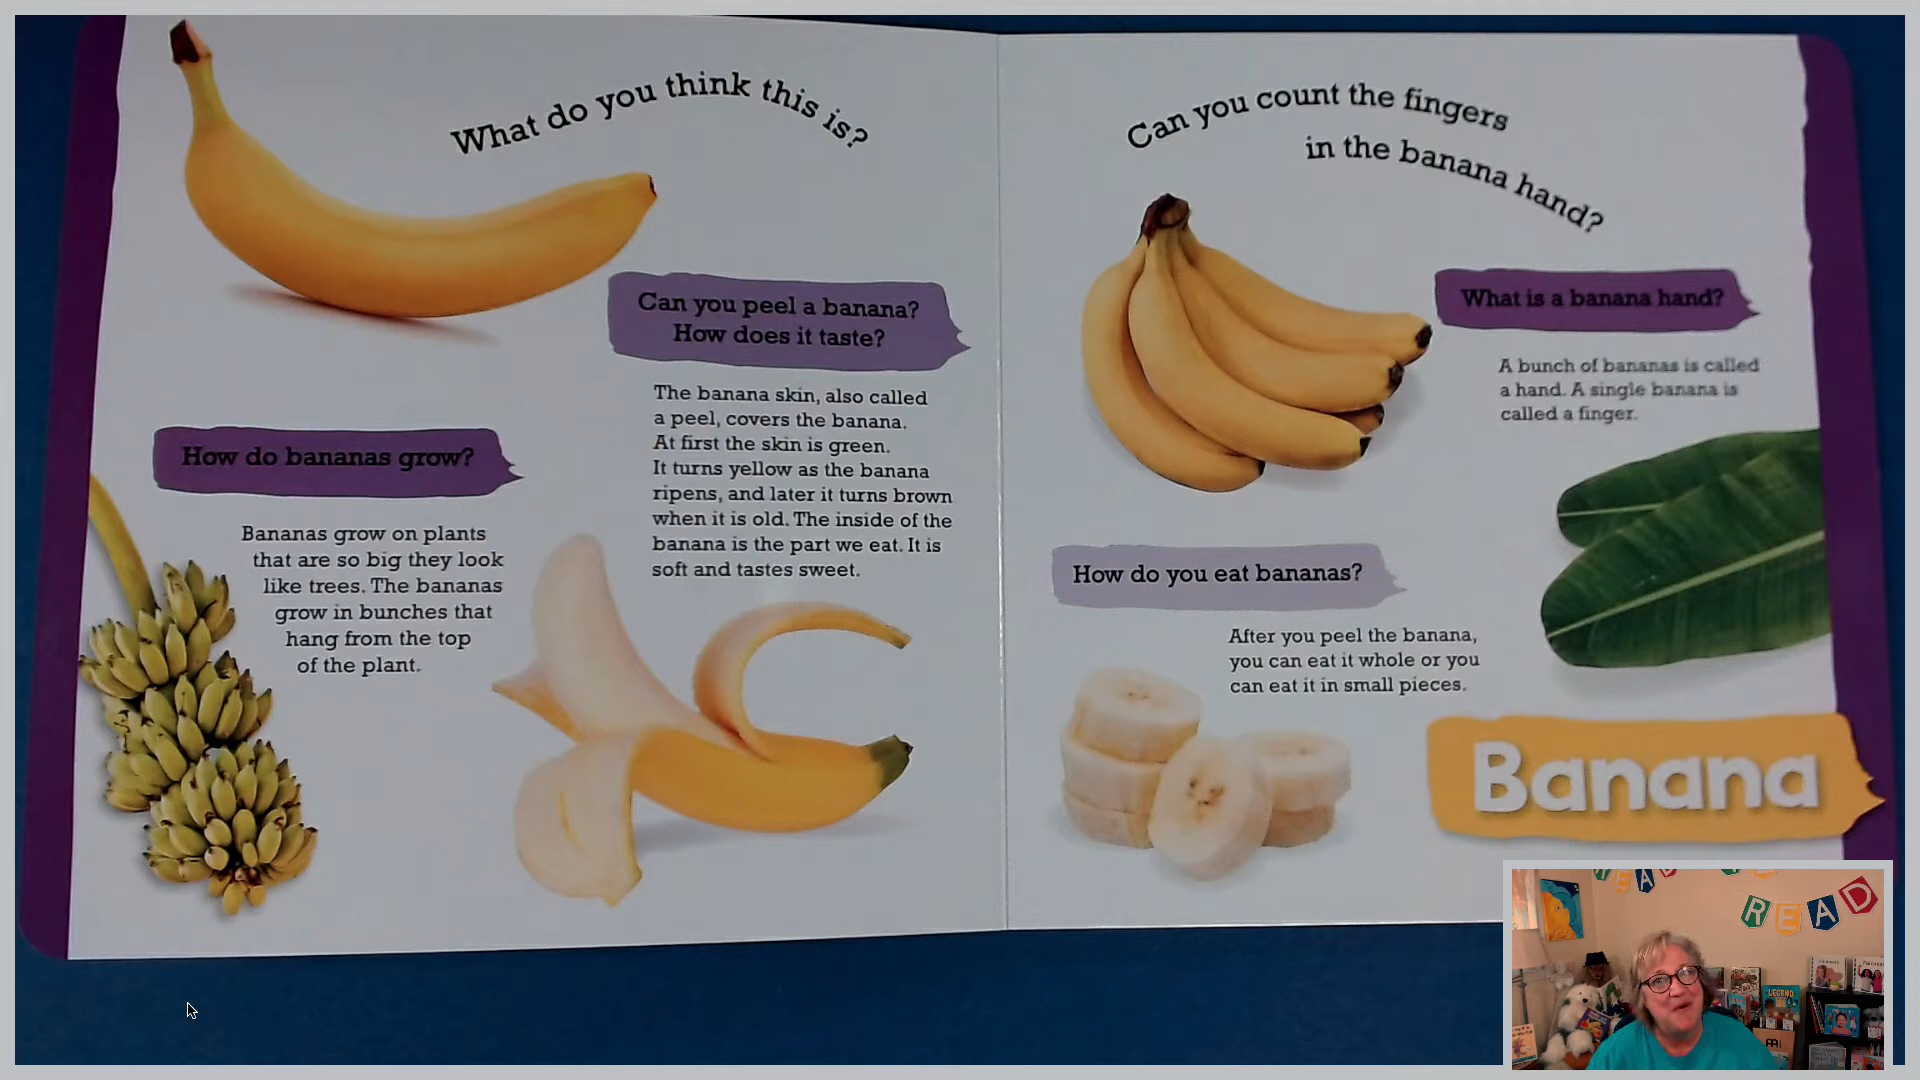 What do you think this is?
Can you peel a banana?
How does it taste?
The banana skin, also called
a peel, covers the banana.
At first the skin is green.
It turns yellow as the banana
ripens, and later it turns brown
when it is old. The inside of the
banana is the part we eat. It is
soft and tastes sweet.
How do bananas grow?
Bananas grow on plants
that are so big they look
like trees. The bananas
grow in bunches that
hang from the top
of the plant.
Can you count the fingers
in the banana hand?
What is a banana hand?
A bunch of bananas is called
a hand. A single banana is
called a finger.
How do you eat bananas?
After you peel the banana,
you can eat it whole or you
can eat it in small pieces.
Banana
READ
LEGEND